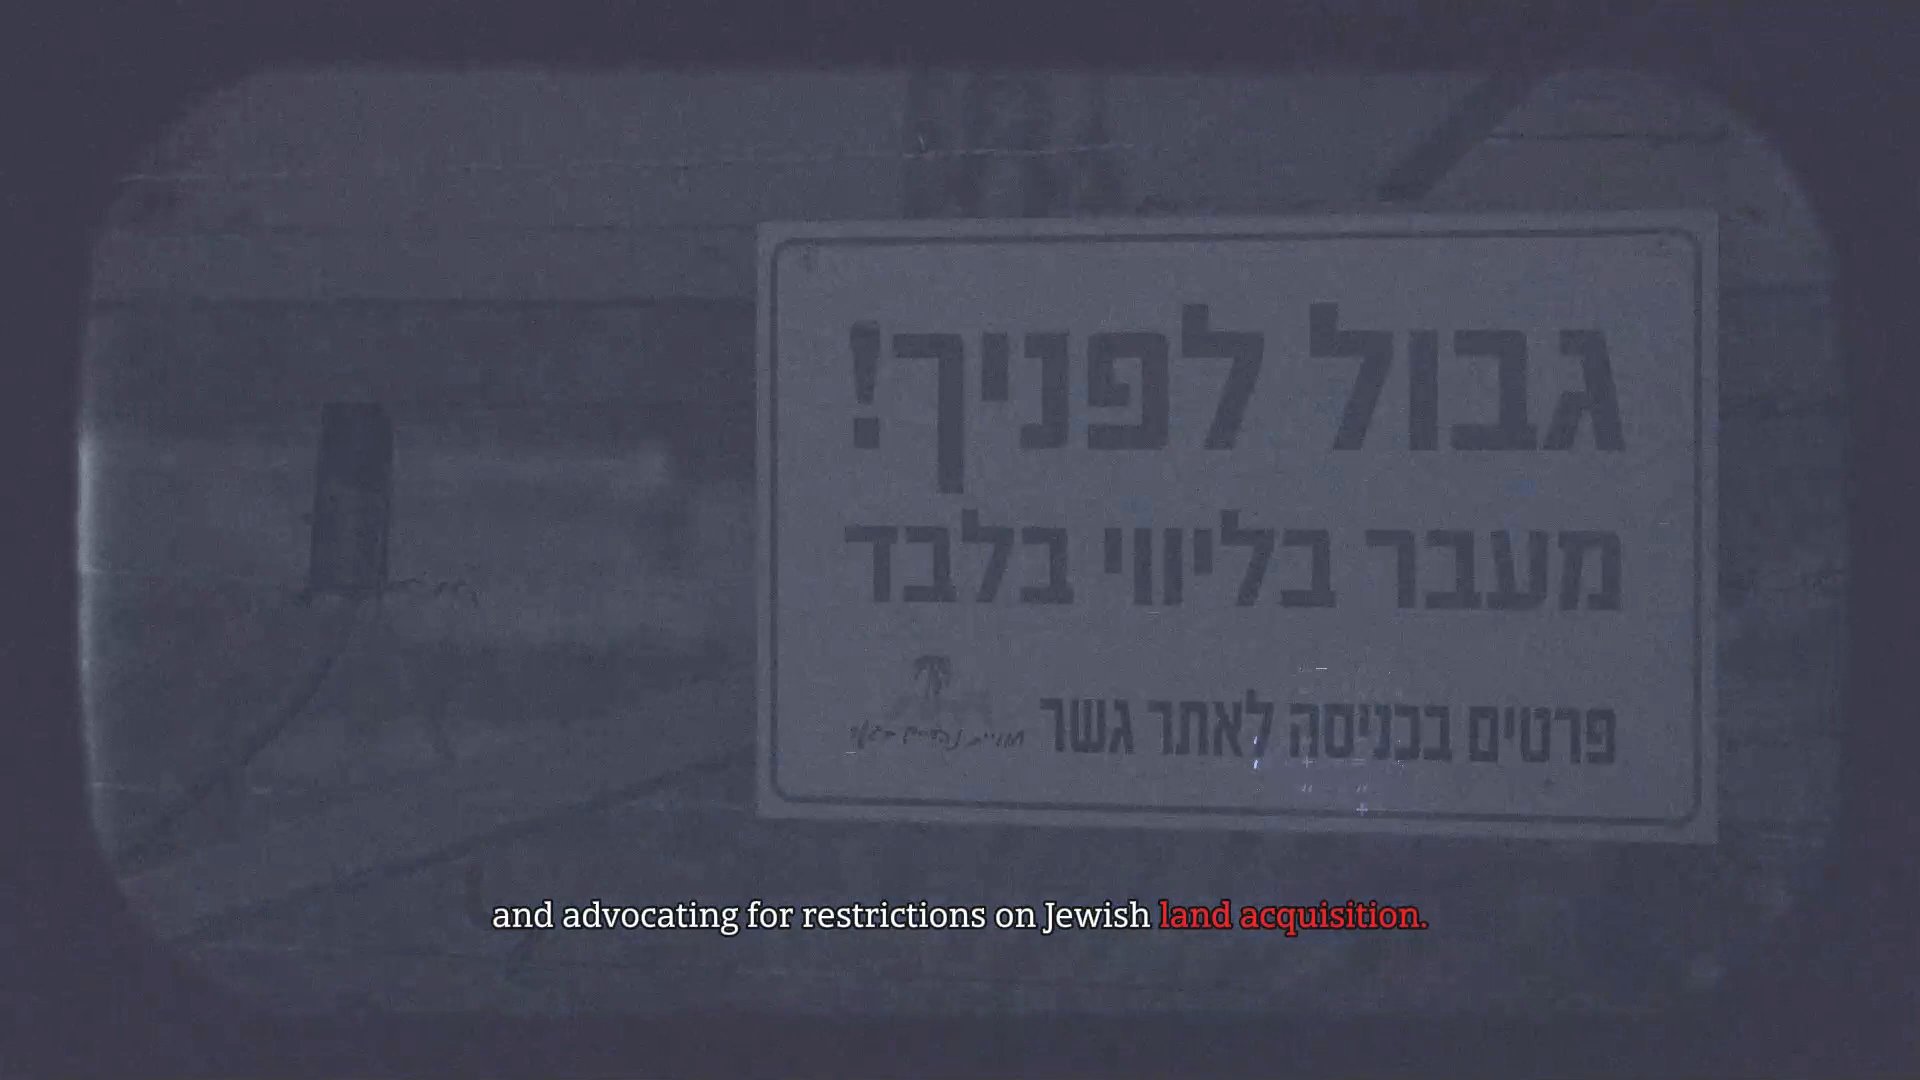 גבול לפניך!
מעבר בליווי בלבד
פרטים בכניסה לאתר גשר
and advocating for restrictions on Jewish land acquisition.